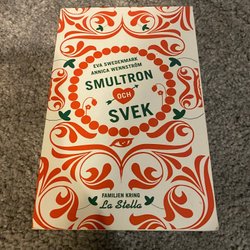 EVA SWEDENMARK
ANNICA WENNSTRÖM
SMULTRON
OCH
SVEK
FAMILJEN KRING
La Stella